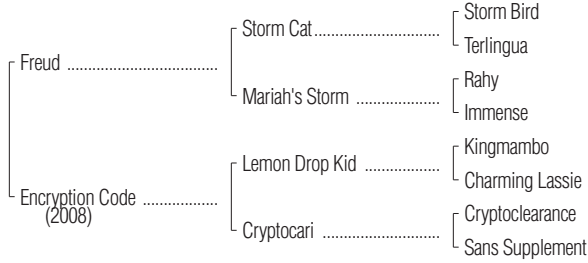 Storm Bird
Storm Cat
Terlingua
Freud
Rahy
Mariah's Storm
Immense
Kingmambo
Lemon Drop Kid
Charming Lassie
Encryption Code
(2008)
Cryptoclearance
Cryptocari
Sans Supplement